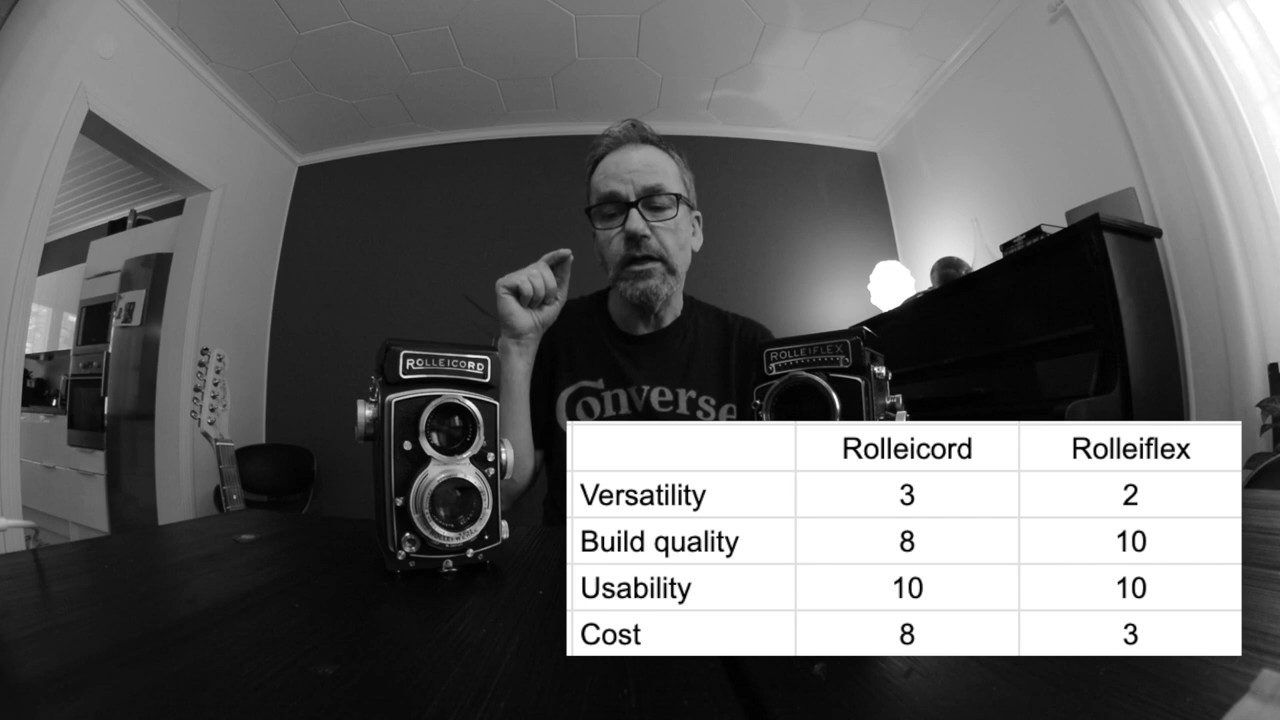 ROLLEICORD
ROLLEIFLEX
Converse
Rolleicord Rolleiflex
Versatility 3 2
Build quality 8 10
Usability 10 10
Cost 8 3